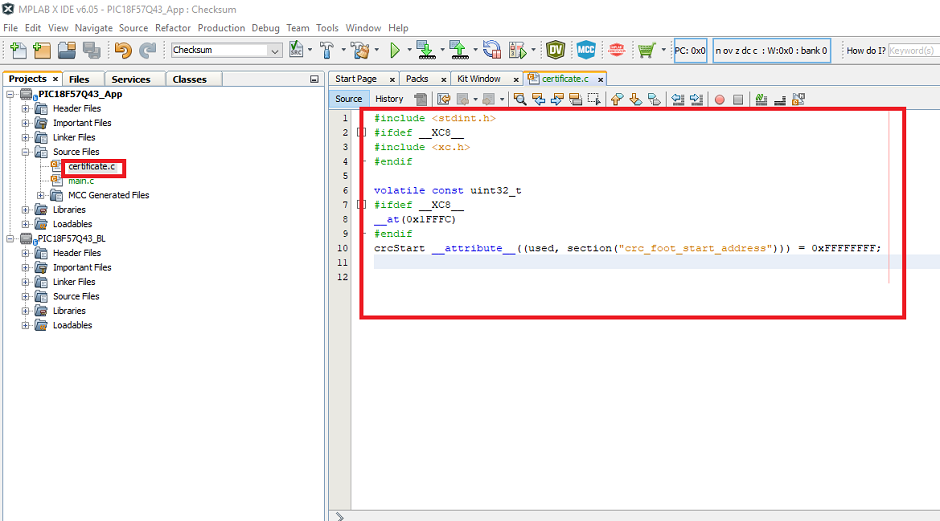 MPLAB X IDE v6.05 - PIC18F57Q43_App : Checksum
File Edit View Navigate Source Refactor Production Debug Team Tools Window Help
Checksum
PC: 0x0
n ov z dc c : W:0x0 : bank 0
How do I?
Keyword(s)
Projects × Files Services Classes
PIC18F57Q43_App
Header Files
Important Files
Linker Files
Source Files
certificate.c
main.c
MCC Generated Files
Libraries
Loadables
PIC18F57Q43_BL
Header Files
Important Files
Linker Files
Source Files
Libraries
Loadables
Start Page × Packs × Kit Window × certificate.c ×
Source History
1 #include <stdint.h>
2 #ifdef __XC8__
3 #include <xc.h>
4 #endif
5
6 volatile const uint32_t
7 #ifdef __XC8__
8 __at(0x1FFFC)
9 #endif
10 crcStart __attribute__((used, section("crc_foot_start_address"))) = 0xFFFFFFFF;
11
12